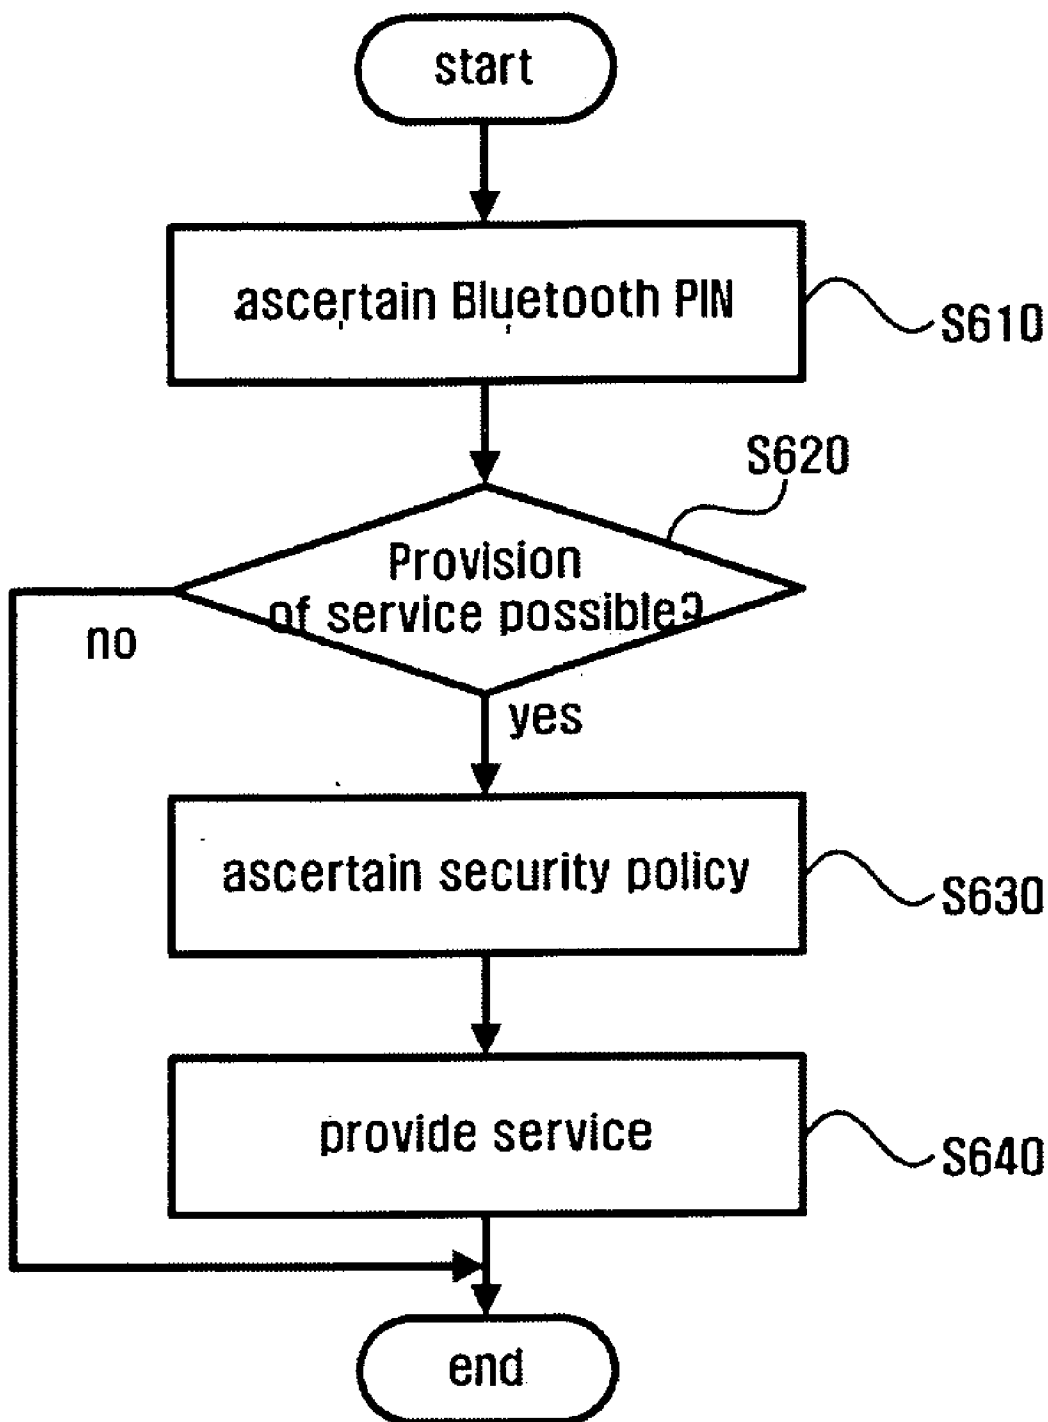 start
ascertain Bluetooth PIN
S610
S620
Provision
of service possible?
no
yes
ascertain security policy
S630
provide service
S640
end